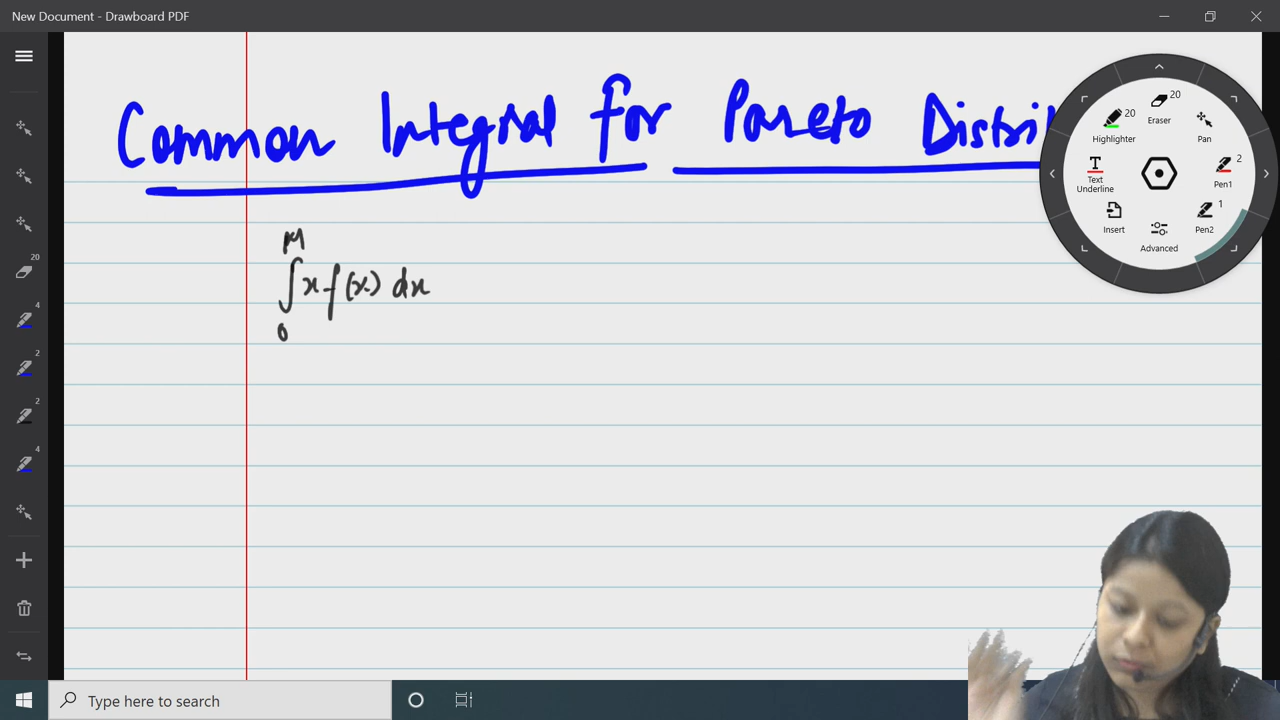 New Document - Drawboard PDF
Common Integral for Pareto Distrib
20
Eraser
20
Highlighter
Pan
Text
Underline
2
Pen1
Insert
1
Pen2
Advanced
M
∫ x f(x) dx
0
20
4
2
2
4
Type here to search